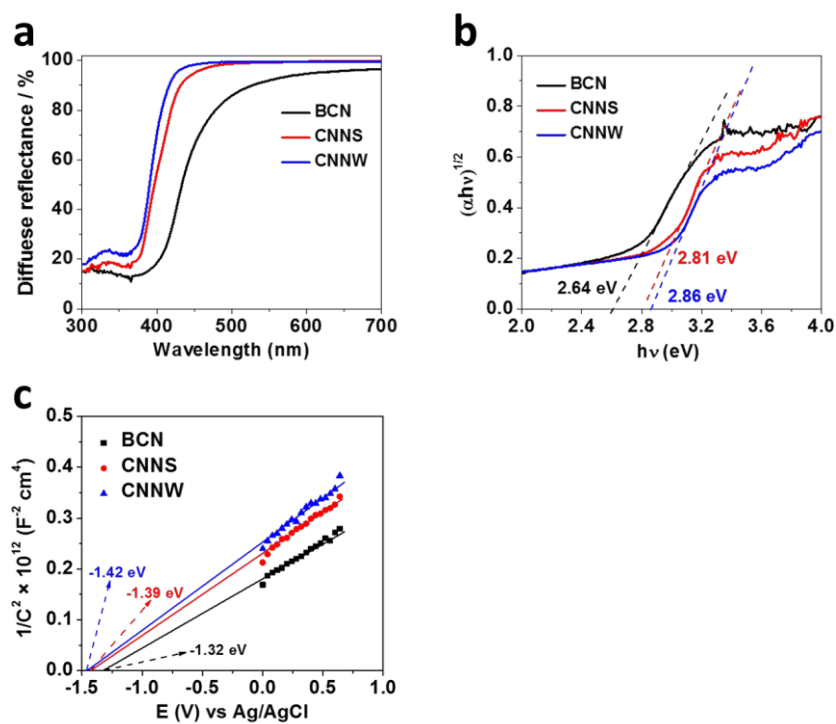 a
100
80
60
40
20
0
Diffuese reflectance / %
BCN
CNNS
CNNW
300 400 500 600 700
Wavelength (nm)
b
1.0
0.8
0.6
0.4
0.2
0.0
(αhν)1/2
BCN
CNNS
CNNW
2.64 eV
2.81 eV
2.86 eV
2.0 2.4 2.8 3.2 3.6 4.0
hν (eV)
c
0.5
0.4
0.3
0.2
0.1
0.0
1/C2 × 1012 (F-2 cm4)
BCN
CNNS
CNNW
-1.42 eV
-1.39 eV
-1.32 eV
-1.5 -1.0 -0.5 0.0 0.5 1.0
E (V) vs Ag/AgCl